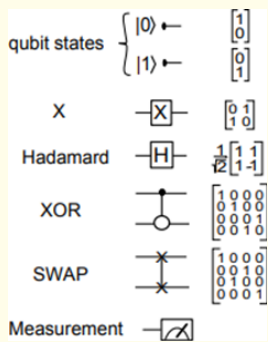 |0⟩ [1 0]
qubit states
|1⟩ [0 1]
X X [0 1 1 0]
Hadamard H 1/√2 [1 1 1 -1]
XOR [1 0 0 0 0 1 0 0 0 0 0 1 0 0 1 0]
SWAP [1 0 0 0 0 0 1 0 0 1 0 0 0 0 0 1]
Measurement